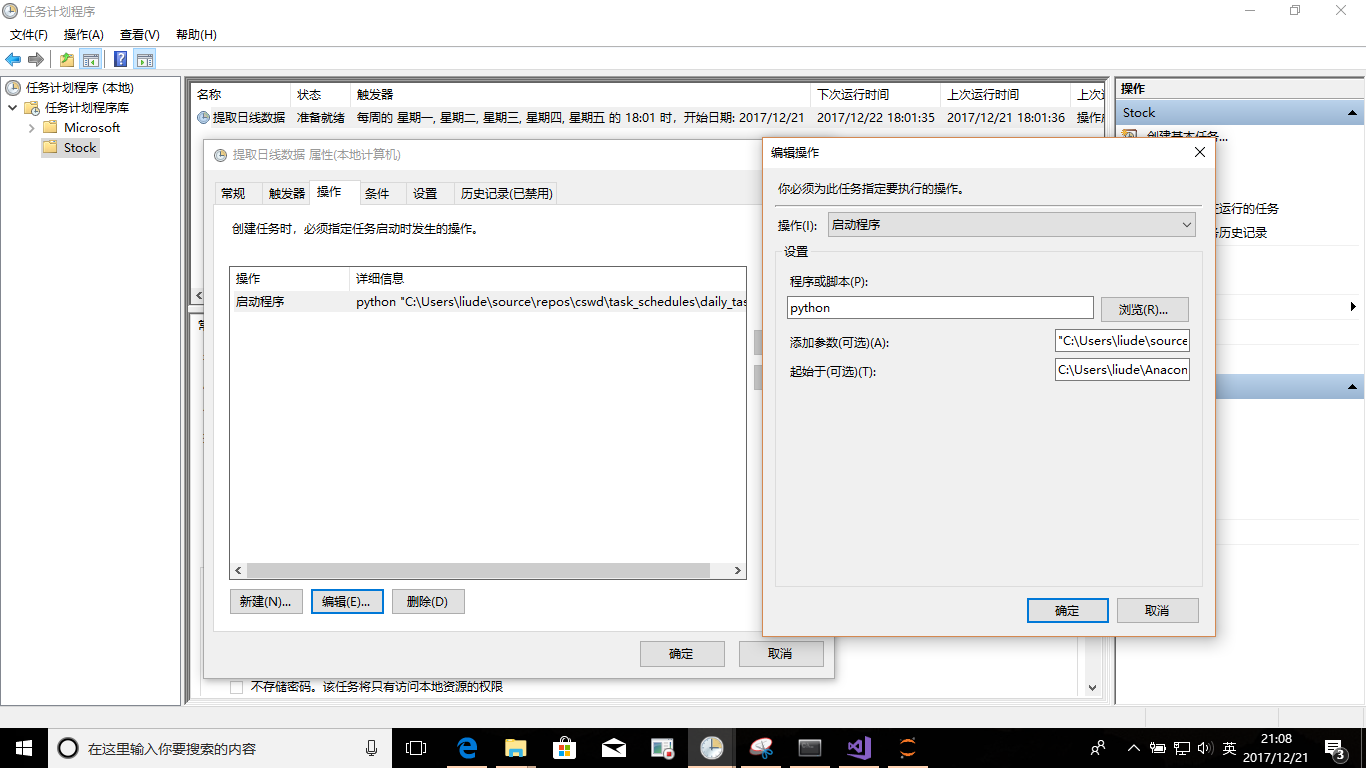 任务计划程序
文件(F) 操作(A) 查看(V) 帮助(H)
任务计划程序 (本地)
任务计划程序库
Microsoft
Stock
名称 状态 触发器 下次运行时间 上次运行时间 上次
提取日线数据 准备就绪 每周的 星期一, 星期二, 星期三, 星期四, 星期五 的 18:01 时，开始日期: 2017/12/21 2017/12/22 18:01:35 2017/12/21 18:01:36 操作
提取日线数据 属性(本地计算机)
常规 触发器 操作 条件 设置 历史记录(已禁用)
创建任务时，必须指定任务启动时发生的操作。
操作 详细信息
启动程序 python "C:\Users\liude\source\repos\cswd\task_schedules\daily_tas
新建(N)... 编辑(E)... 删除(D)
确定 取消
不存储密码。该任务将只有访问本地资源的权限
编辑操作
你必须为此任务指定要执行的操作。
操作(I): 启动程序
设置
程序或脚本(P):
python 浏览(R)...
添加参数(可选)(A): "C:\Users\liude\source
起始于(可选)(T): C:\Users\liude\Anacon
确定 取消
操作
Stock
创建基本任务...
运行的任务
历史记录
在这里输入你要搜索的内容
英
21:08
2017/12/21
3